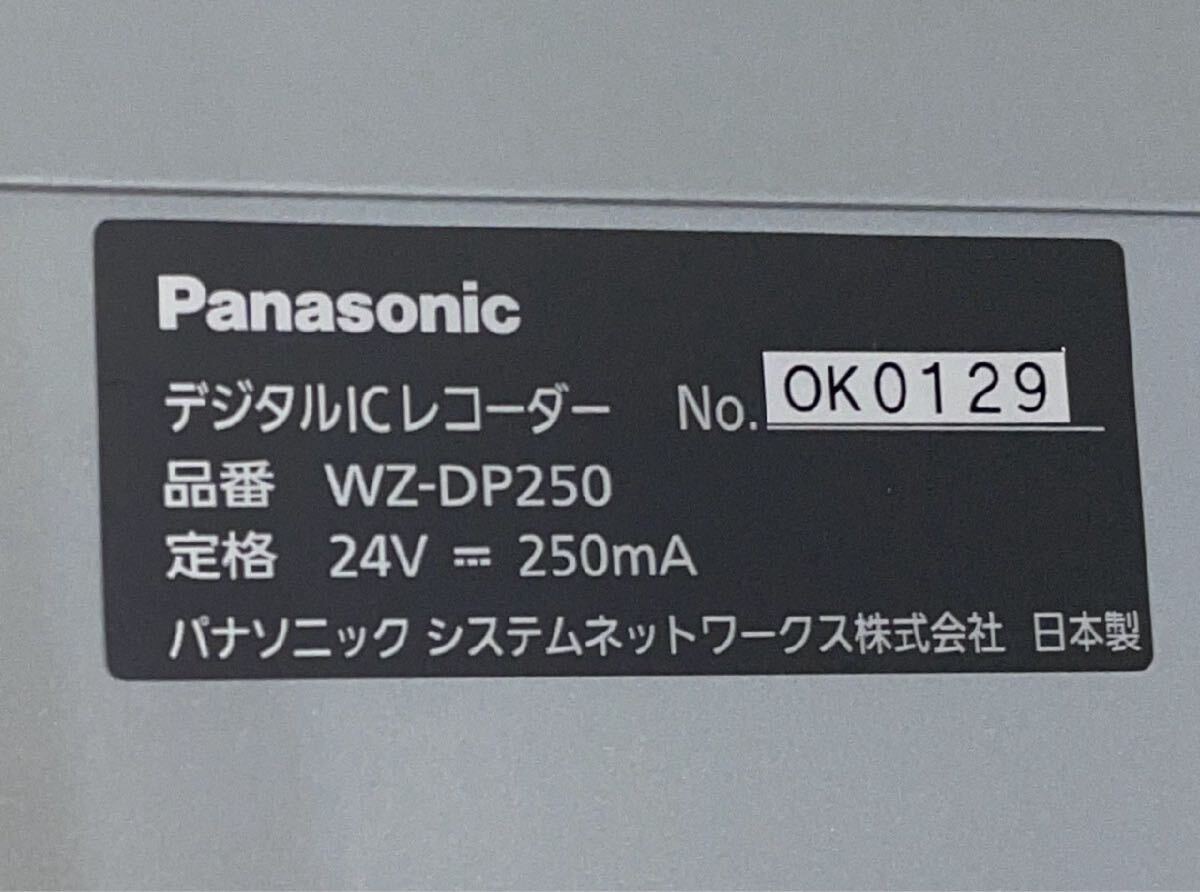 Panasonic
デジタルICレコーダー No. OK0129
品番 WZ-DP250
定格 24V ⎓ 250mA
パナソニック システムネットワークス株式会社 日本製